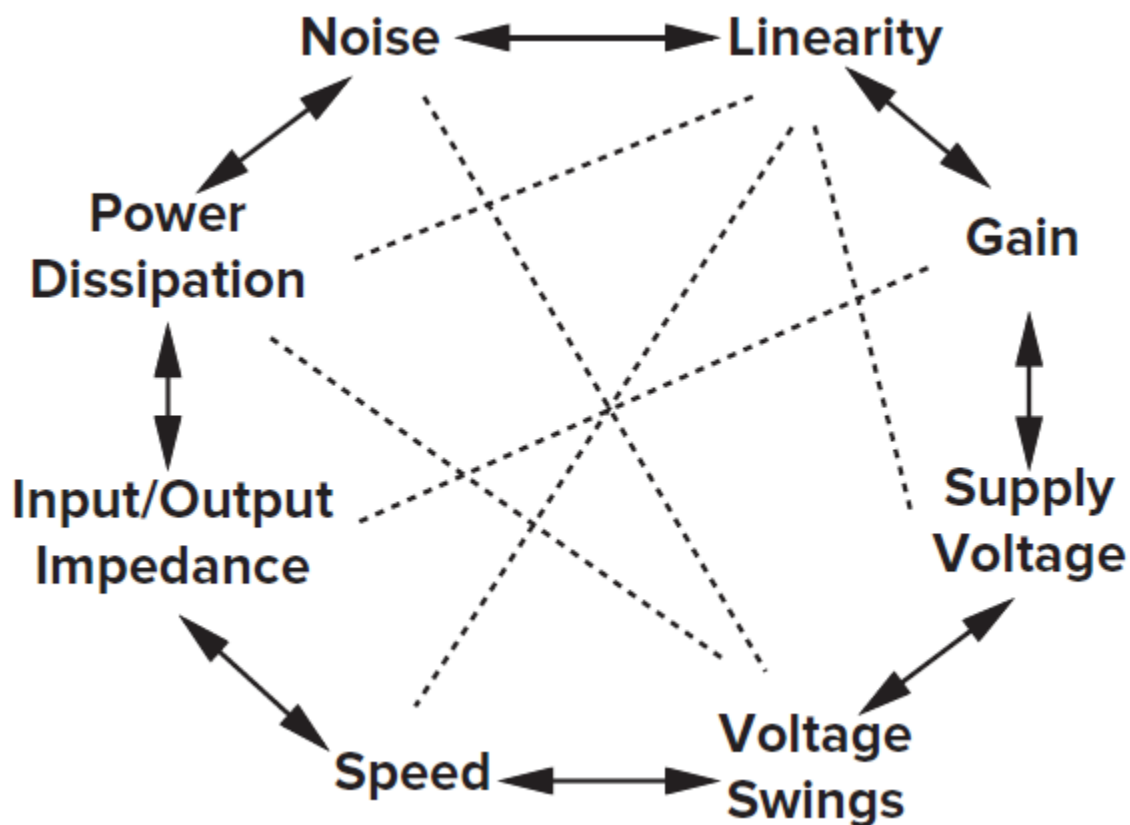 Noise
Linearity
Power
Dissipation
Gain
Input/Output
Impedance
Supply
Voltage
Speed
Voltage
Swings